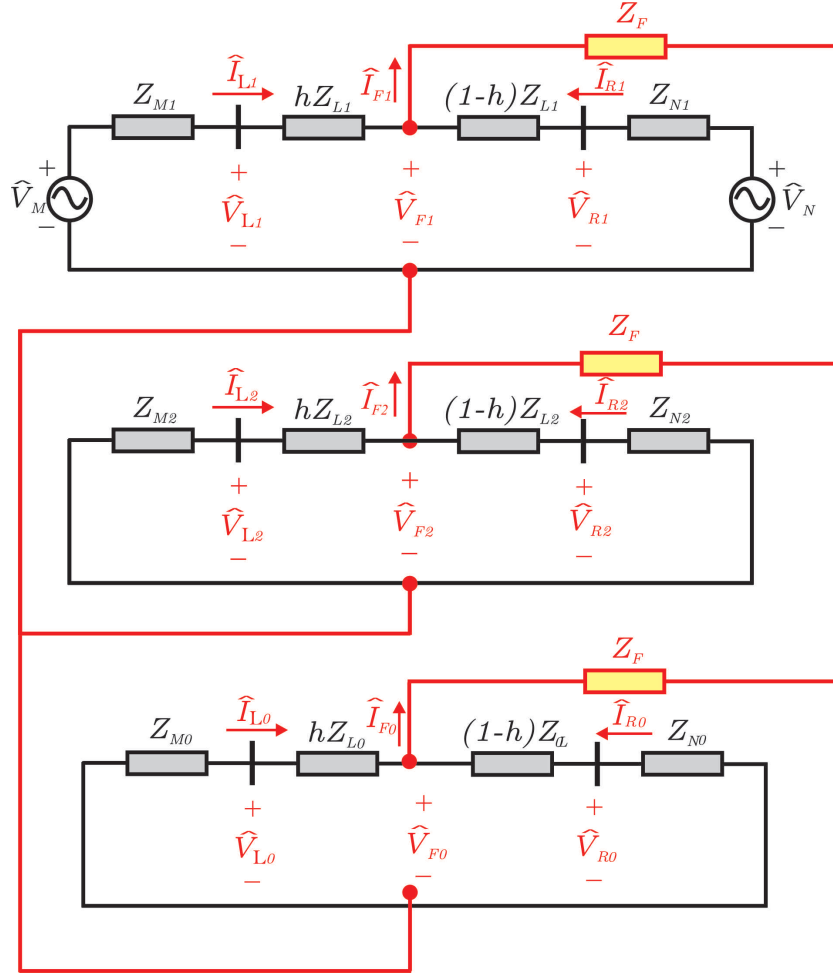 Z_F
Î_L1 Î_F1 Î_R1
Z_M1 hZ_L1 (1-h)Z_L1 Z_N1
+ + + + +
V̂_M V̂_L1 V̂_F1 V̂_R1 V̂_N
− − − − −
Z_F
Î_L2 Î_F2 Î_R2
Z_M2 hZ_L2 (1-h)Z_L2 Z_N2
+ + +
V̂_L2 V̂_F2 V̂_R2
− − −
Z_F
Î_L0 Î_F0 Î_R0
Z_M0 hZ_L0 (1-h)Z_0L Z_N0
+ + +
V̂_L0 V̂_F0 V̂_R0
− − −